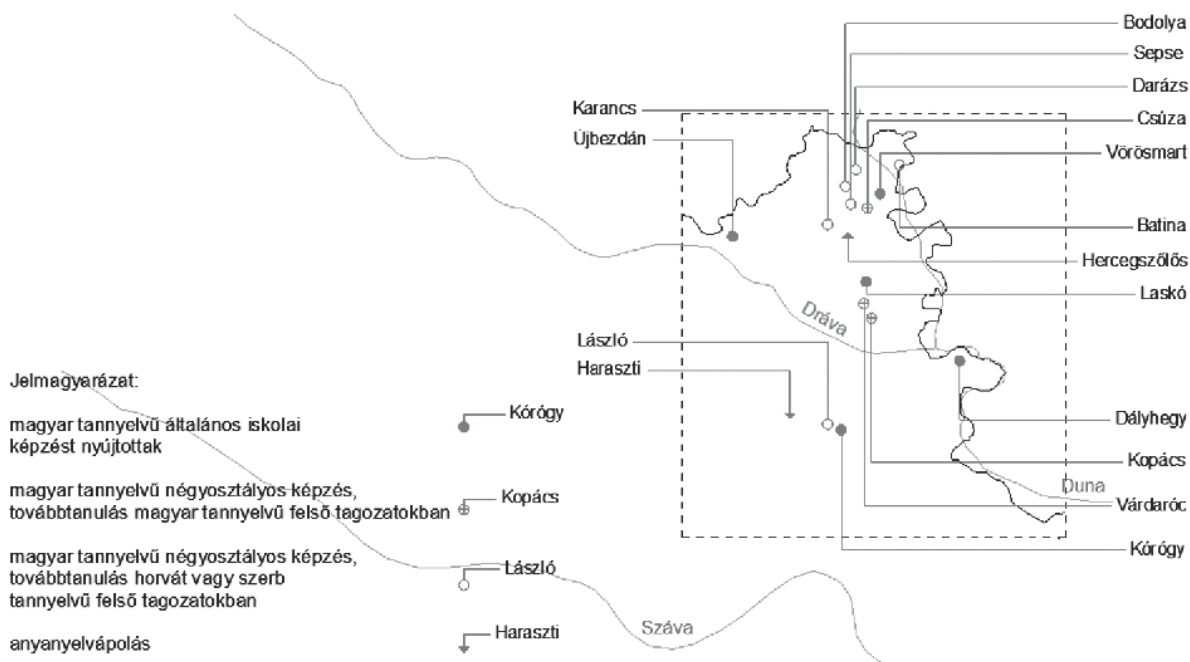 Bodolya
Sepse
Darázs
Karancs
Csúza
Újbezdán
Vörösmart
Batina
Hercegszőlős
Laskó
Dráva
László
Haraszti
Dályhegy
Kopács
Duna
Várdaróc
Kórógy
Száva
Jelmagyarázat:
magyar tannyelvű általános iskolai
képzést nyújtottak
Kórógy
magyar tannyelvű négyosztályos képzés,
továbbtanulás magyar tannyelvű felső tagozatokban
Kopács
magyar tannyelvű négyosztályos képzés,
továbbtanulás horvát vagy szerb
tannyelvű felső tagozatokban
László
anyanyelvápolás
Haraszti